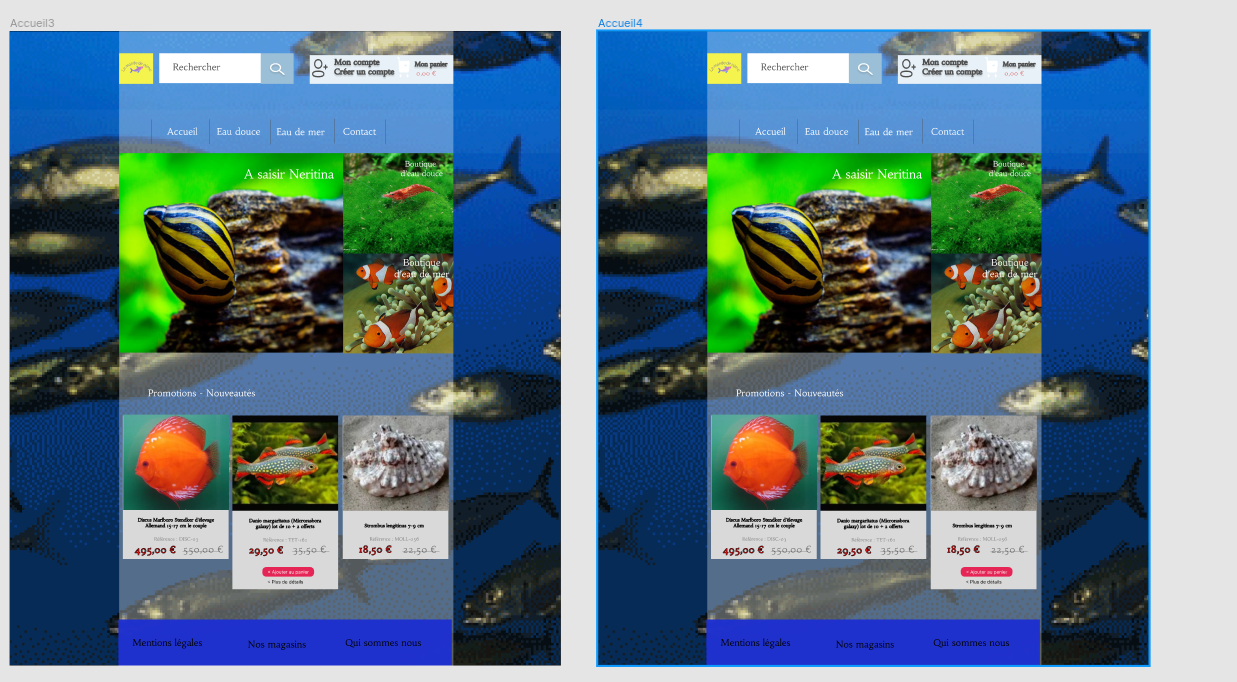 Accueil3
Rechercher
Mon compte
Créer un compte
Mon panier
0,00 €
Accueil
Eau douce
Eau de mer
Contact
A saisir Neritina
Boutique
d'eau douce
Boutique
d'eau de mer
Promotions - Nouveautés
Discus Marlboro Stendker d'élevage
Allemand 15-17 cm le couple
Référence : DISC-03
495,00 € 550,00 €
Danio margaritatus (Microrasbora
galaxy) lot de 10 + 2 offerts
Référence : TET-161
29,50 € 35,50 €
+ Ajouter au panier
+ Plus de détails
Strombus lengitinus 7-9 cm
Référence : MOLL-036
18,50 € 22,50 €
Mentions légales
Nos magasins
Qui sommes nous
Accueil4
Rechercher
Mon compte
Créer un compte
Mon panier
0,00 €
Accueil
Eau douce
Eau de mer
Contact
A saisir Neritina
Boutique
d'eau douce
Boutique
d'eau de mer
Promotions - Nouveautés
Discus Marlboro Stendker d'élevage
Allemand 15-17 cm le couple
Référence : DISC-03
495,00 € 550,00 €
Danio margaritatus (Microrasbora
galaxy) lot de 10 + 2 offerts
Référence : TET-161
29,50 € 35,50 €
Strombus lengitinus 7-9 cm
Référence : MOLL-036
18,50 € 22,50 €
+ Ajouter au panier
+ Plus de détails
Mentions légales
Nos magasins
Qui sommes nous